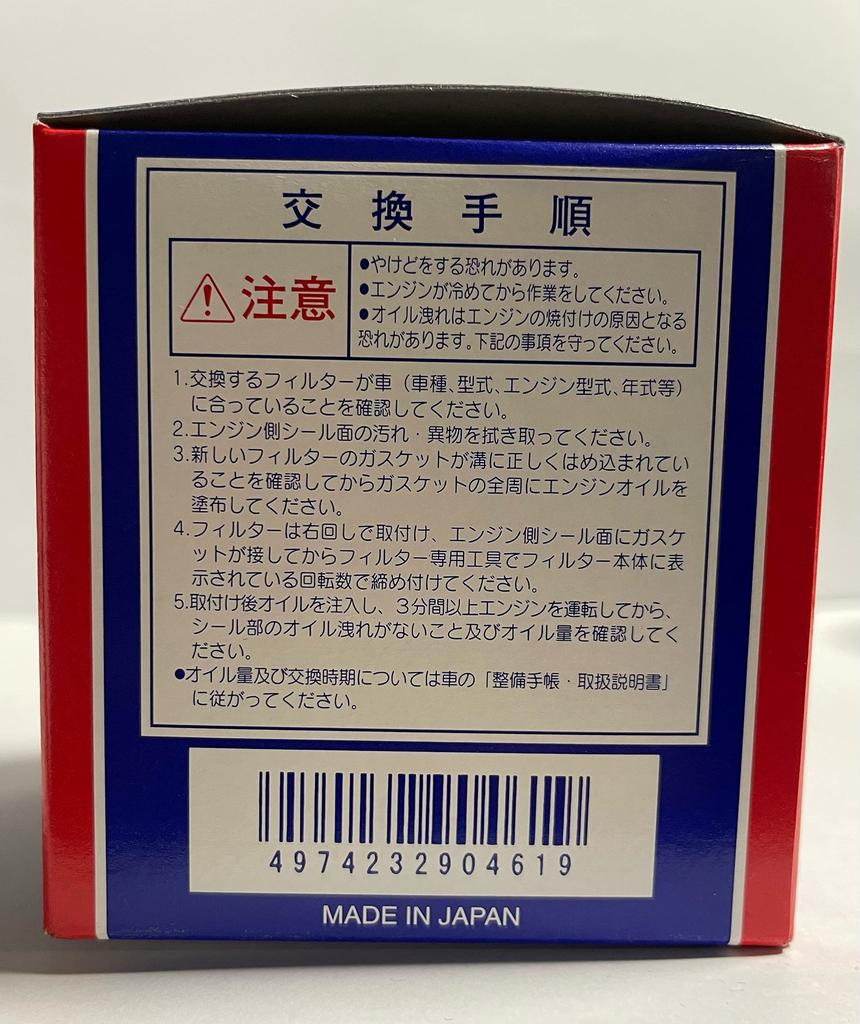 交換手順
注意
●やけどをする恐れがあります。
●エンジンが冷めてから作業をしてください。
●オイル洩れはエンジンの焼付けの原因となる
恐れがあります。下記の事項を守ってください。
1.交換するフィルターが車（車種、型式、エンジン型式、年式等）
に合っていることを確認してください。
2.エンジン側シール面の汚れ・異物を拭き取ってください。
3.新しいフィルターのガスケットが溝に正しくはめ込まれてい
ることを確認してからガスケットの全周にエンジンオイルを
塗布してください。
4.フィルターは右回しで取付け、エンジン側シール面にガスケ
ットが接してからフィルター専用工具でフィルター本体に表
示されている回転数で締め付けてください。
5.取付け後オイルを注入し、3分間以上エンジンを運転してから、
シール部のオイル洩れがないこと及びオイル量を確認してく
ださい。
●オイル量及び交換時期については車の「整備手帳・取扱説明書」
に従がってください。
4974232904619
MADE IN JAPAN